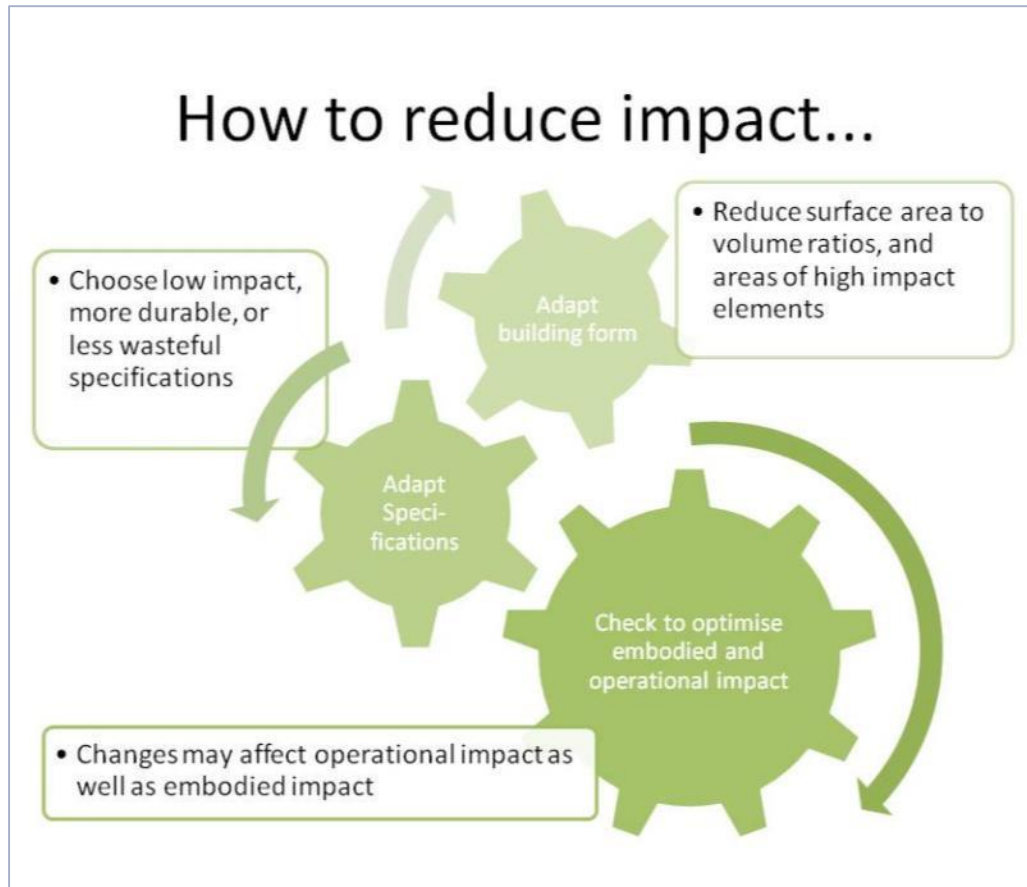 How to reduce impact...
• Reduce surface area to
volume ratios, and
areas of high impact
elements
Adapt
building form
• Choose low impact,
more durable, or
less wasteful
specifications
Adapt
Speci-
fications
Check to optimise
embodied and
operational impact
• Changes may affect operational impact as
well as embodied impact